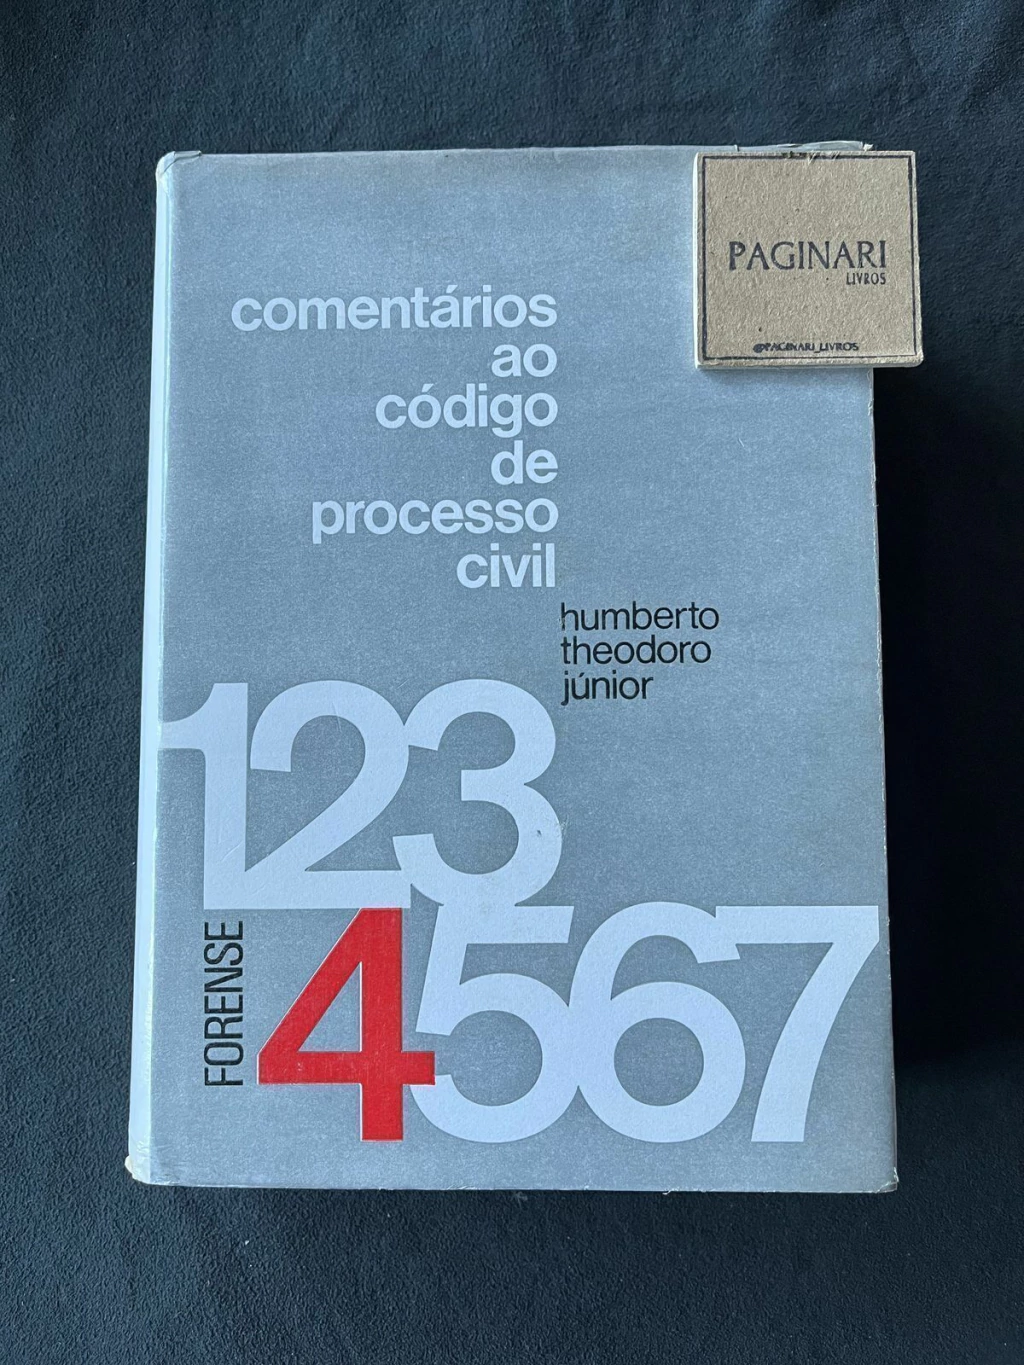 PAGINARI
LIVROS
@PAGINARI_LIVROS
comentários
ao
código
de
processo
civil
humberto
theodoro
júnior
123
FORENSE
4567